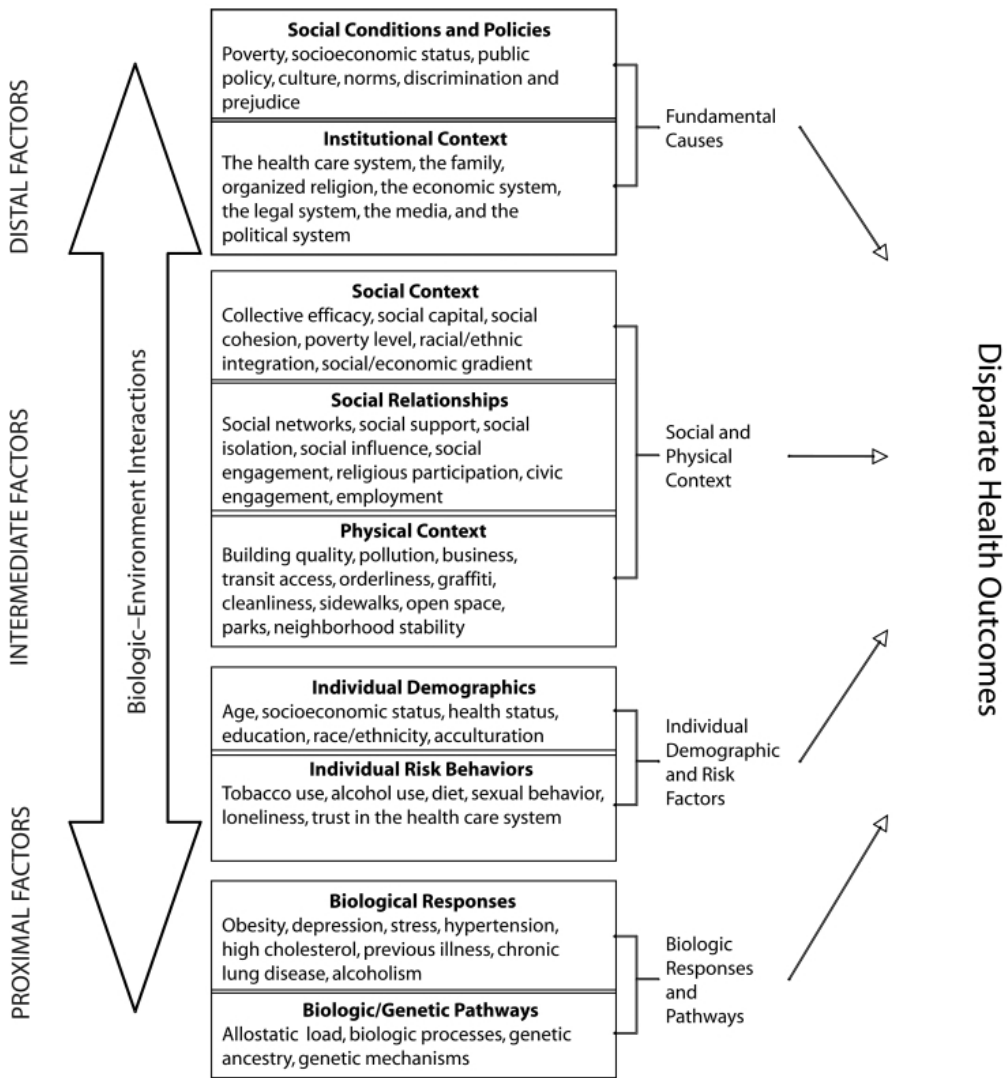 Social Conditions and Policies
Poverty, socioeconomic status, public
policy, culture, norms, discrimination and
prejudice
Institutional Context
The health care system, the family,
organized religion, the economic system,
the legal system, the media, and the
political system
Fundamental
Causes
DISTAL FACTORS
Social Context
Collective efficacy, social capital, social
cohesion, poverty level, racial/ethnic
integration, social/economic gradient
Social Relationships
Social networks, social support, social
isolation, social influence, social
engagement, religious participation, civic
engagement, employment
Physical Context
Building quality, pollution, business,
transit access, orderliness, graffiti,
cleanliness, sidewalks, open space,
parks, neighborhood stability
Social and
Physical
Context
INTERMEDIATE FACTORS
Biologic–Environment Interactions
Individual Demographics
Age, socioeconomic status, health status,
education, race/ethnicity, acculturation
Individual Risk Behaviors
Tobacco use, alcohol use, diet, sexual behavior,
loneliness, trust in the health care system
Individual
Demographic
and Risk
Factors
PROXIMAL FACTORS
Biological Responses
Obesity, depression, stress, hypertension,
high cholesterol, previous illness, chronic
lung disease, alcoholism
Biologic/Genetic Pathways
Allostatic load, biologic processes, genetic
ancestry, genetic mechanisms
Biologic
Responses
and
Pathways
Disparate Health Outcomes